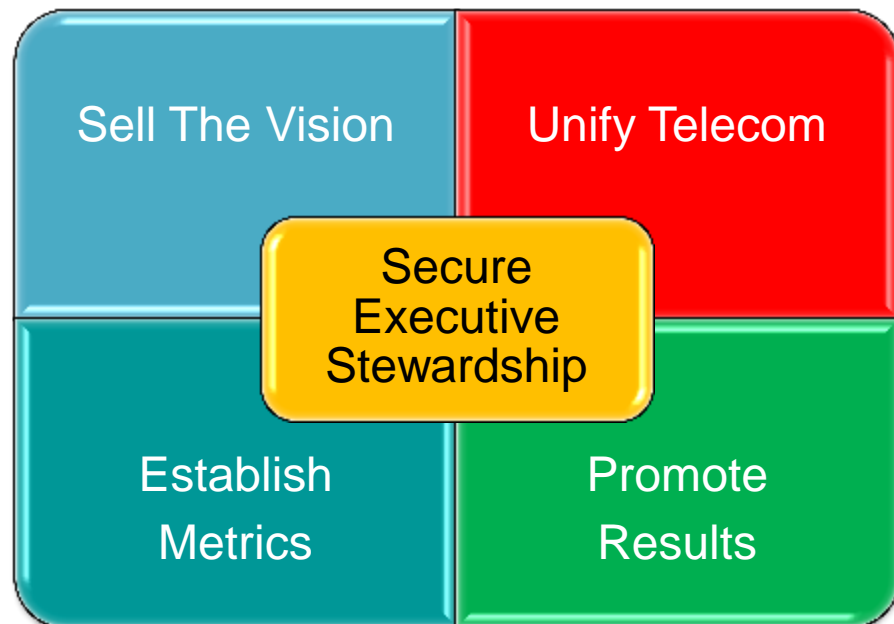 Sell The Vision
Unify Telecom
Secure
Executive
Stewardship
Establish
Metrics
Promote
Results